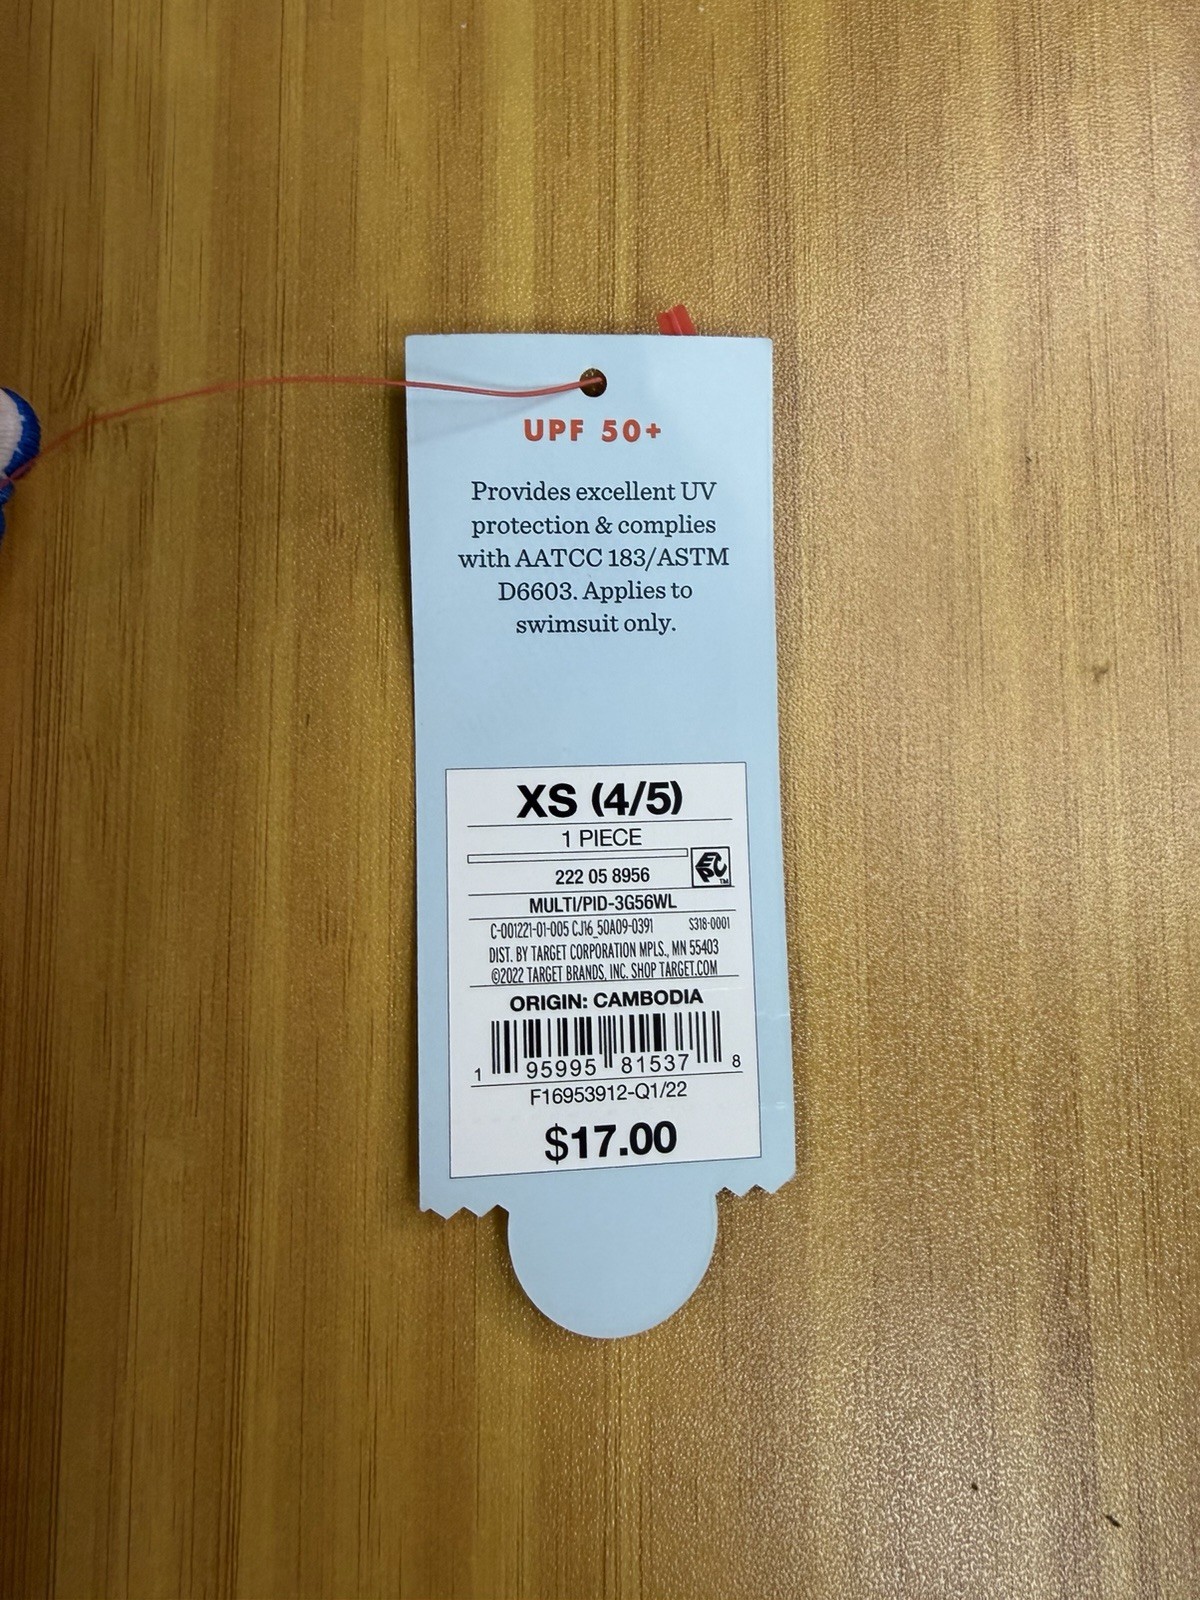 UPF 50+
Provides excellent UV
protection & complies
with AATCC 183/ASTM
D6603. Applies to
swimsuit only.
XS (4/5)
1 PIECE
222 05 8956
EPC TM
MULTI/PID-3G56WL
C-001221-01-005 CJ16_50A09-0391 S318-0001
DIST. BY TARGET CORPORATION MPLS., MN 55403
©2022 TARGET BRANDS, INC. SHOP TARGET.COM
ORIGIN: CAMBODIA
1 95995 81537 8
F16953912-Q1/22
$17.00